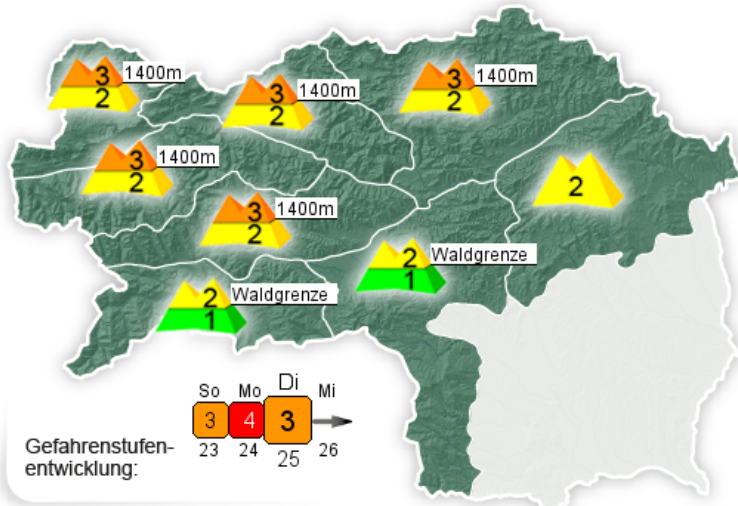 3 1400m
2
3 1400m
2
3 1400m
2
3 1400m
2
2
3 1400m
2
2 Waldgrenze
1
2 Waldgrenze
1
So Mo Di Mi
3 4 3
23 24 25 26
Gefahrenstufen-
entwicklung: